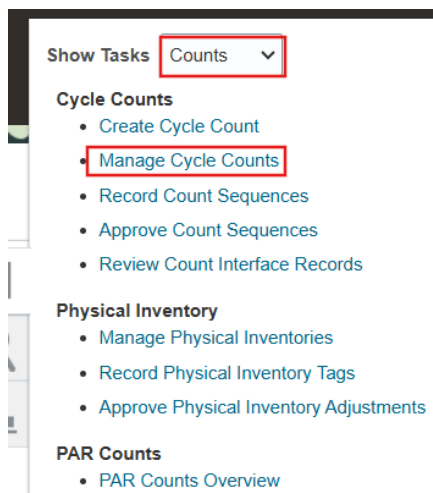 Show Tasks Counts
Cycle Counts
Create Cycle Count
Manage Cycle Counts
Record Count Sequences
Approve Count Sequences
Review Count Interface Records
Physical Inventory
Manage Physical Inventories
Record Physical Inventory Tags
Approve Physical Inventory Adjustments
PAR Counts
PAR Counts Overview